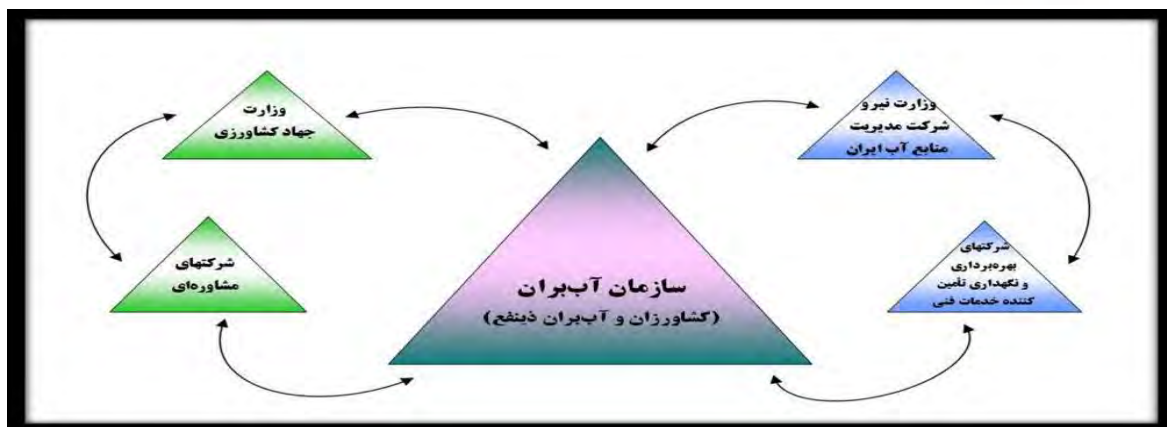 وزارت نیرو
شرکت مدیریت
منابع آب ایران
وزارت
جهاد کشاورزی
شرکتهای
بهره‌برداری
و نگهداری تأمین
کننده خدمات فنی
سازمان آب‌بران
(کشاورزان و آب‌بران ذینفع)
شرکتهای
مشاوره‌ای